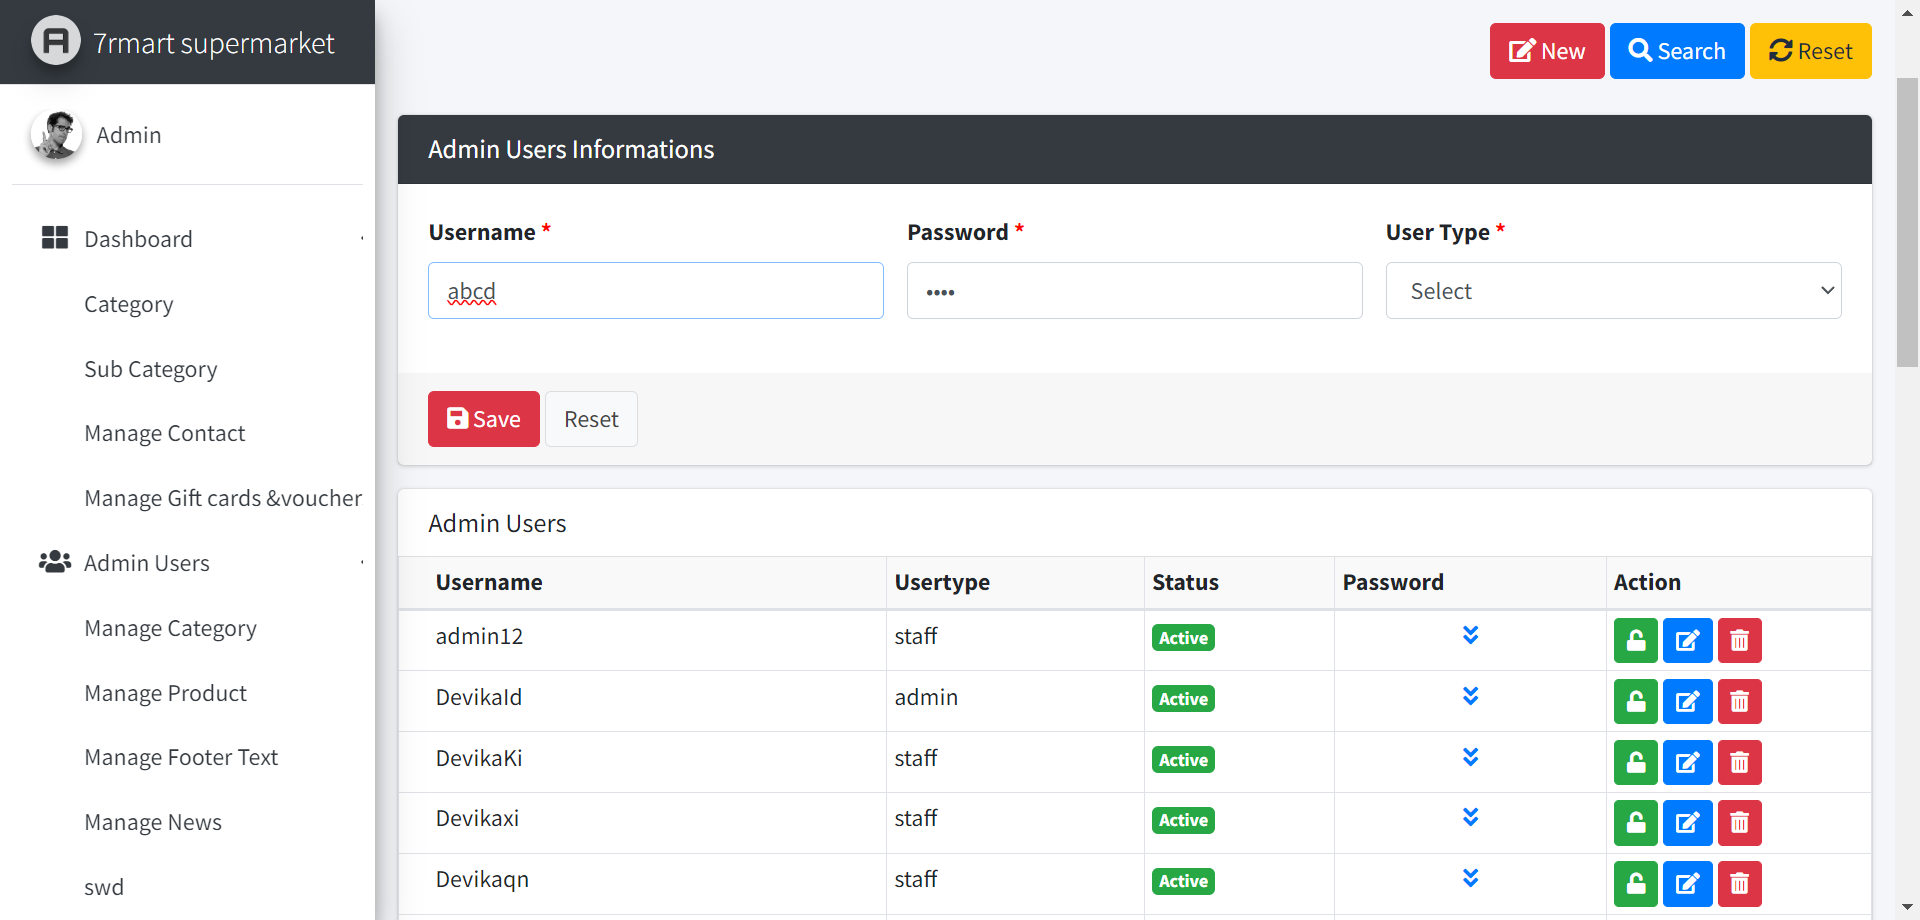 7rmart supermarket
Admin
Dashboard
Category
Sub Category
Manage Contact
Manage Gift cards &voucher
Admin Users
Manage Category
Manage Product
Manage Footer Text
Manage News
swd
New Search Reset
Admin Users Informations
Username * Password * User Type *
abcd •••• Select
Save Reset
Admin Users
Username Usertype Status Password Action
admin12 staff Active
DevikaId admin Active
DevikaKi staff Active
Devikaxi staff Active
Devikaqn staff Active